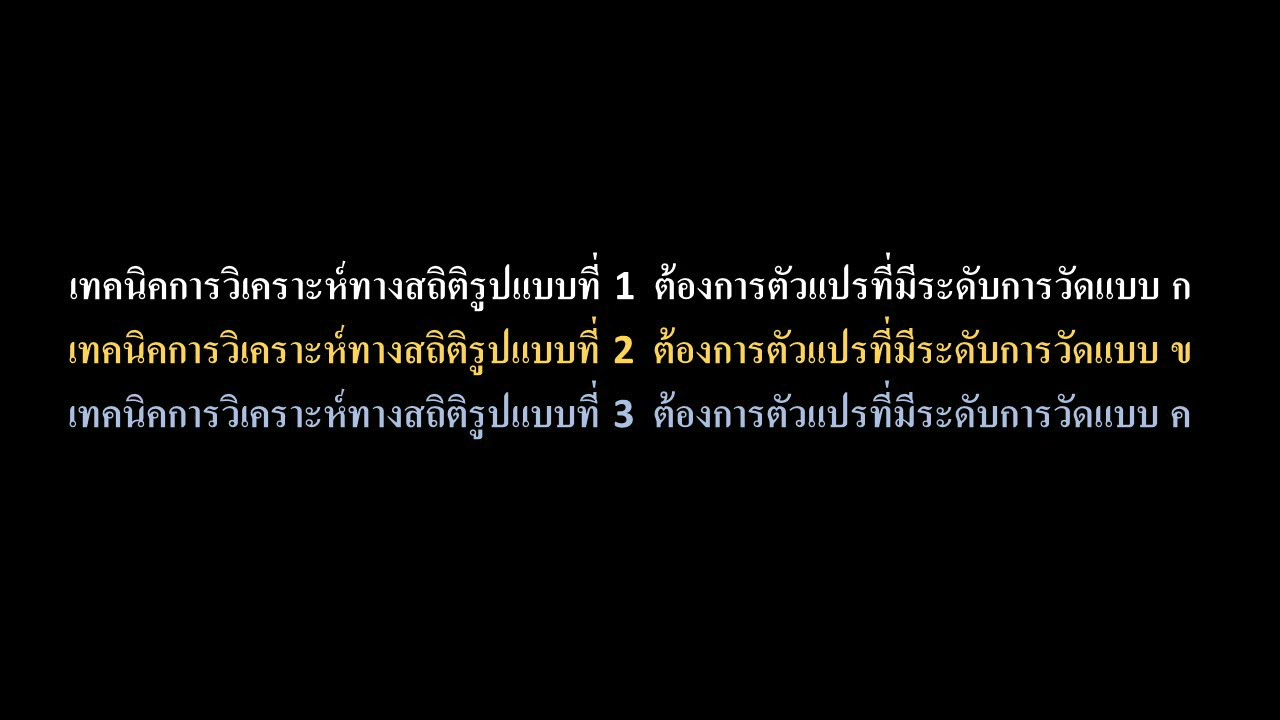 เทคนิคการวิเคราะห์ทางสถิติรูปแบบที่ 1 ต้องการตัวแปรที่มีระดับการวัดแบบ ก
เทคนิคการวิเคราะห์ทางสถิติรูปแบบที่ 2 ต้องการตัวแปรที่มีระดับการวัดแบบ ข
เทคนิคการวิเคราะห์ทางสถิติรูปแบบที่ 3 ต้องการตัวแปรที่มีระดับการวัดแบบ ค